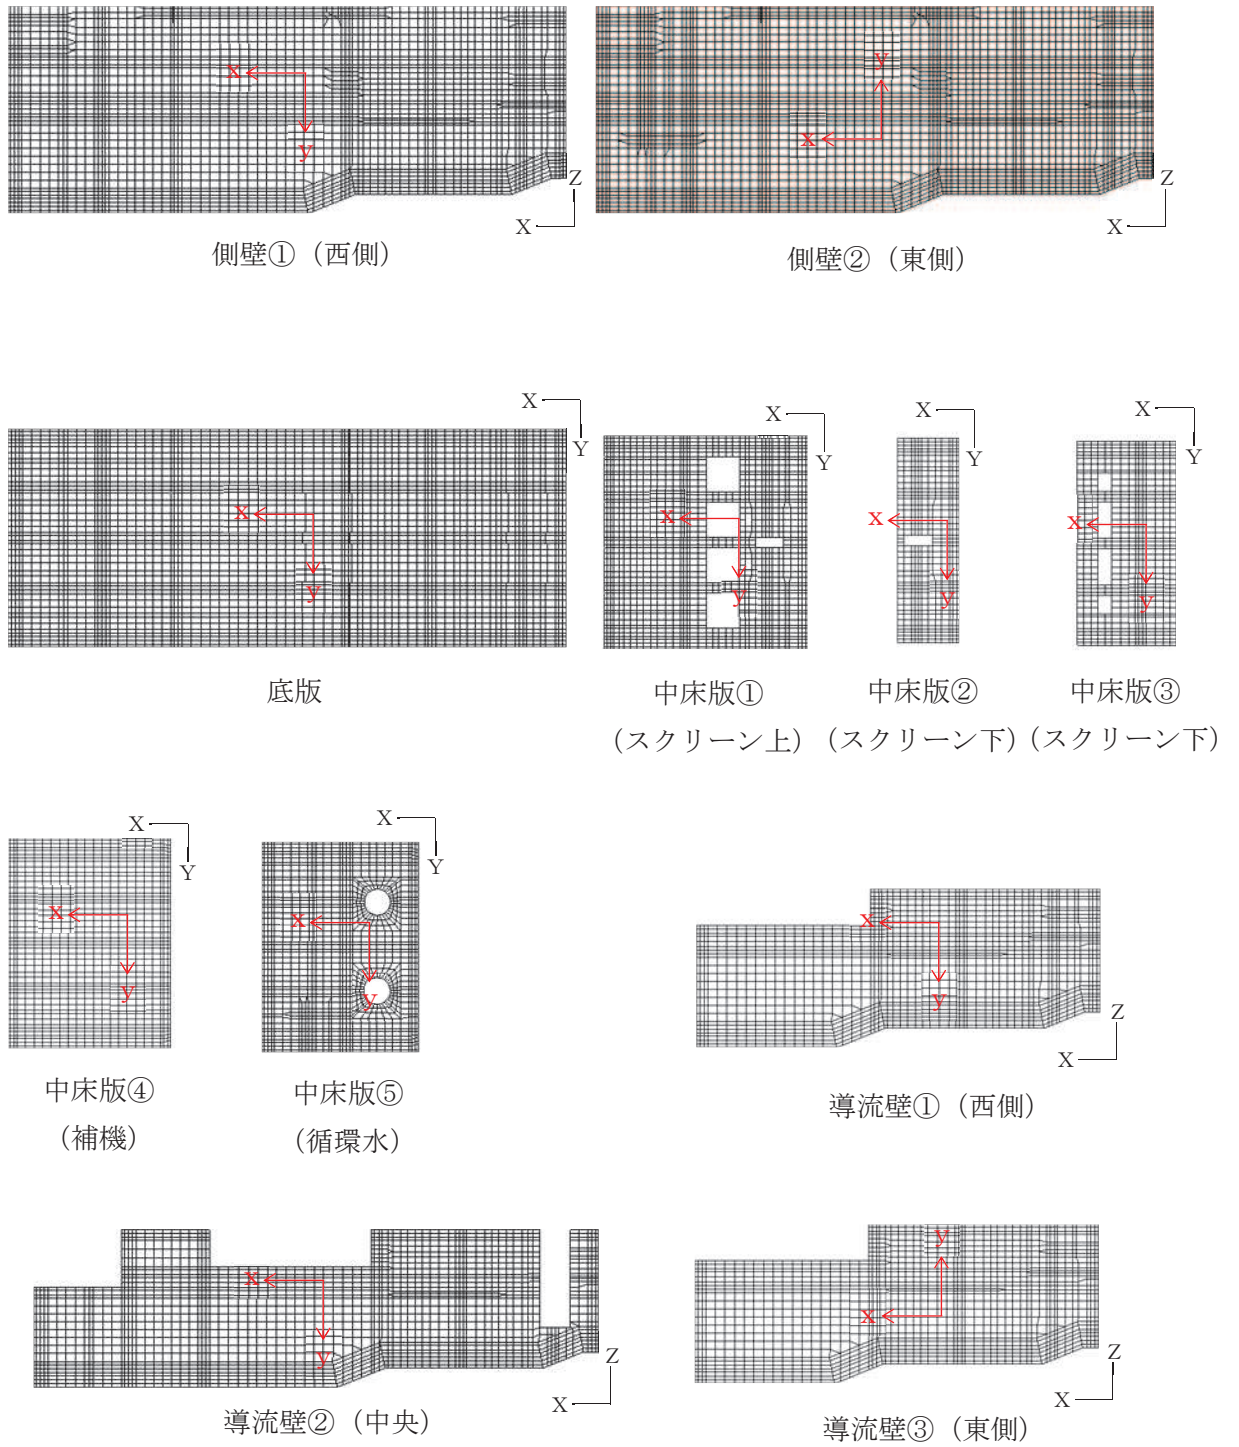 x
y
Z
X
側壁①（西側）
y
x
Z
X
側壁②（東側）
X
Y
x
y
底版
X
Y
x
y
中床版①
（スクリーン上）
X
Y
x
y
中床版②
（スクリーン下）
X
Y
x
y
中床版③
（スクリーン下）
X
Y
x
y
中床版④
（補機）
X
Y
x
y
中床版⑤
（循環水）
x
y
Z
X
導流壁①（西側）
x
y
Z
X
導流壁②（中央）
y
x
Z
X
導流壁③（東側）